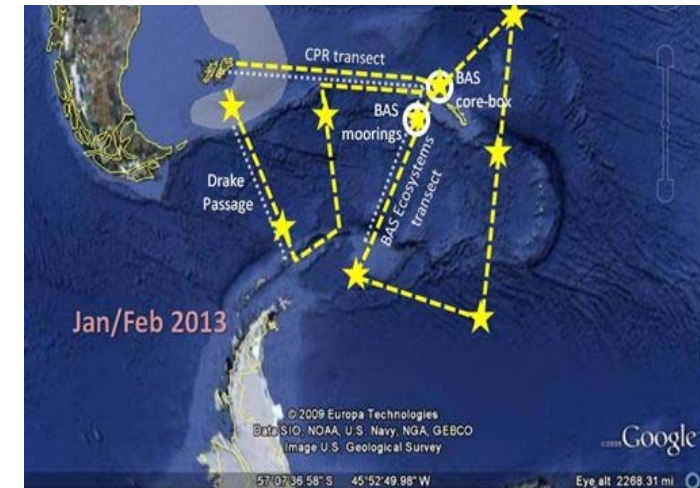 CPR transect
BAS
core-box
BAS
moorings
Drake
Passage
BAS Ecosystems
transect
Jan/Feb 2013
© 2009 Europa Technologies
Data SIO, NOAA, U.S. Navy, NGA, GEBCO
Image U.S. Geological Survey
©2009 Google
57°07'36.58" S 45°52'49.98" W
Eye alt 2268.31 mi